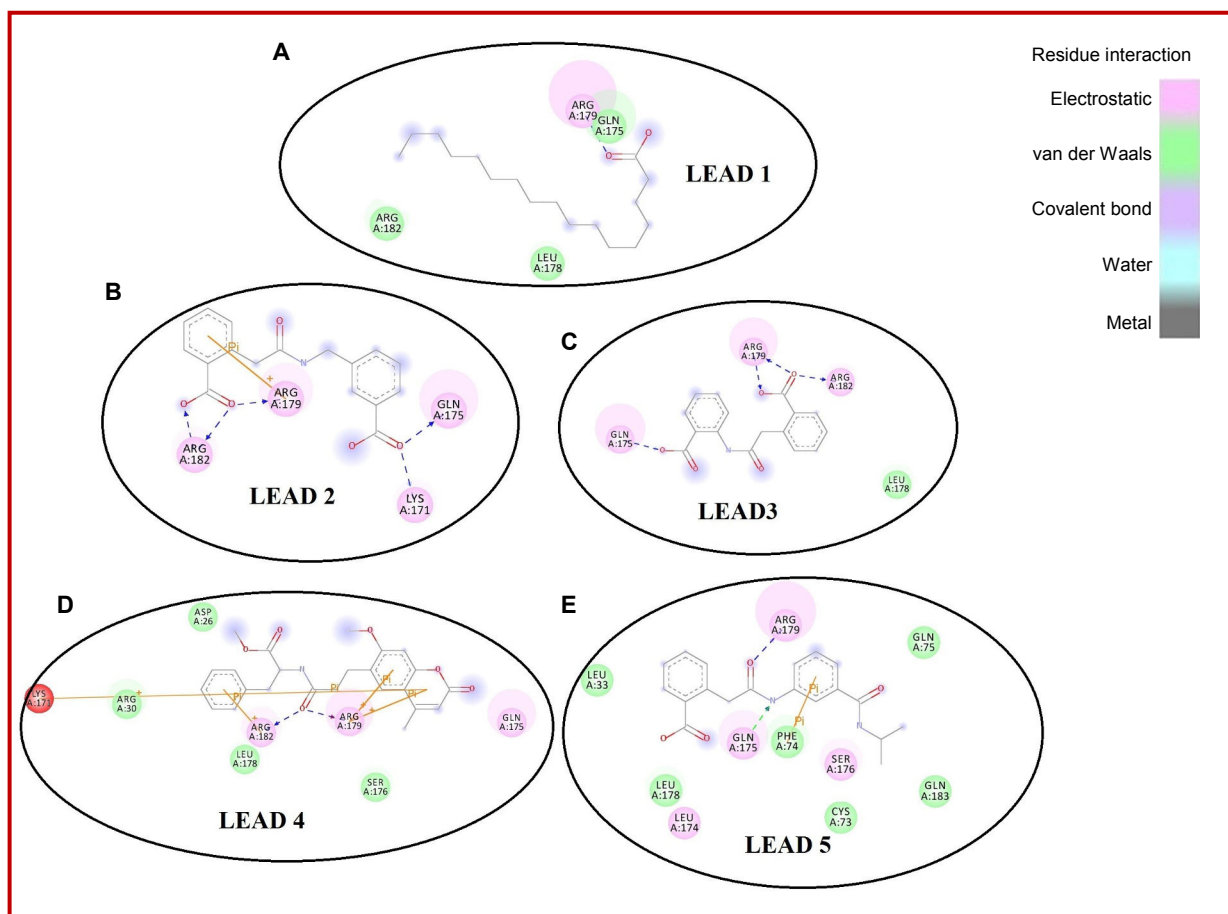 A
ARG
A:179
GLN
A:175
O
O
LEAD 1
ARG
A:182
LEU
A:178
Residue interaction
Electrostatic
van der Waals
Covalent bond
Water
Metal
B
O
Pi
N
+
ARG
A:179
GLN
A:175
O
O
ARG
A:182
O
O
LYS
A:171
LEAD 2
C
ARG
A:179
O
ARG
A:182
O
GLN
A:175
O
N
O
O
LEU
A:178
LEAD3
D
ASP
A:26
O
O
O
N
O
O
LYS
A:171
ARG
A:30
+
Pi
Pi
Pi
Pi
+
+
+
O
ARG
A:182
ARG
A:179
GLN
A:175
LEU
A:178
SER
A:176
LEAD 4
E
ARG
A:179
GLN
A:75
LEU
A:33
O
N
Pi
O
O
O
GLN
A:175
Pi
PHE
A:74
N
SER
A:176
LEU
A:178
LEU
A:174
CYS
A:73
GLN
A:183
LEAD 5